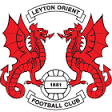 LEYTON ORIENT
1881
FOOTBALL CLUB